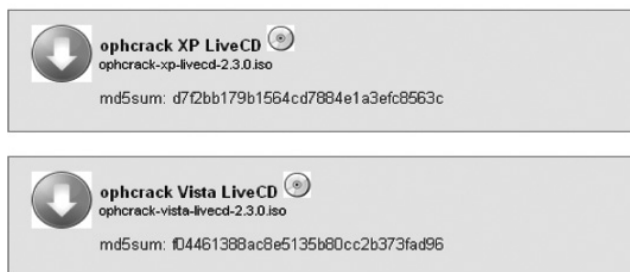 ophcrack XP LiveCD
ophcrack-xp-livecd-2.3.0.iso
md5sum: d7f2bb179b1564cd7884e1a3efc8563c
ophcrack Vista LiveCD
ophcrack-vista-livecd-2.3.0.iso
md5sum: f04461388ac8e5135b80cc2b373fad96